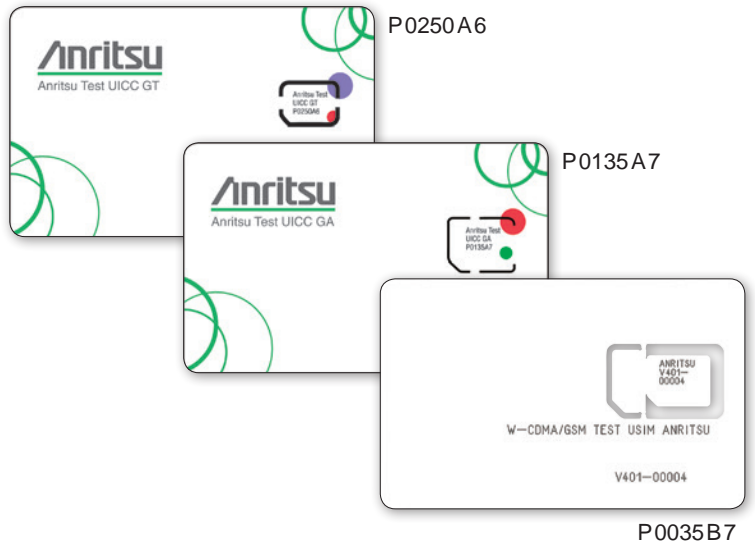 P0250A6
Anritsu
Anritsu Test UICC GT
Anritsu Test
UICC GT
P0250A6
P0135A7
Anritsu
Anritsu Test UICC GA
Anritsu Test
UICC GA
P0135A7
ANRITSU
V401-
00004
W-CDMA/GSM TEST USIM ANRITSU
V401-00004
P0035B7